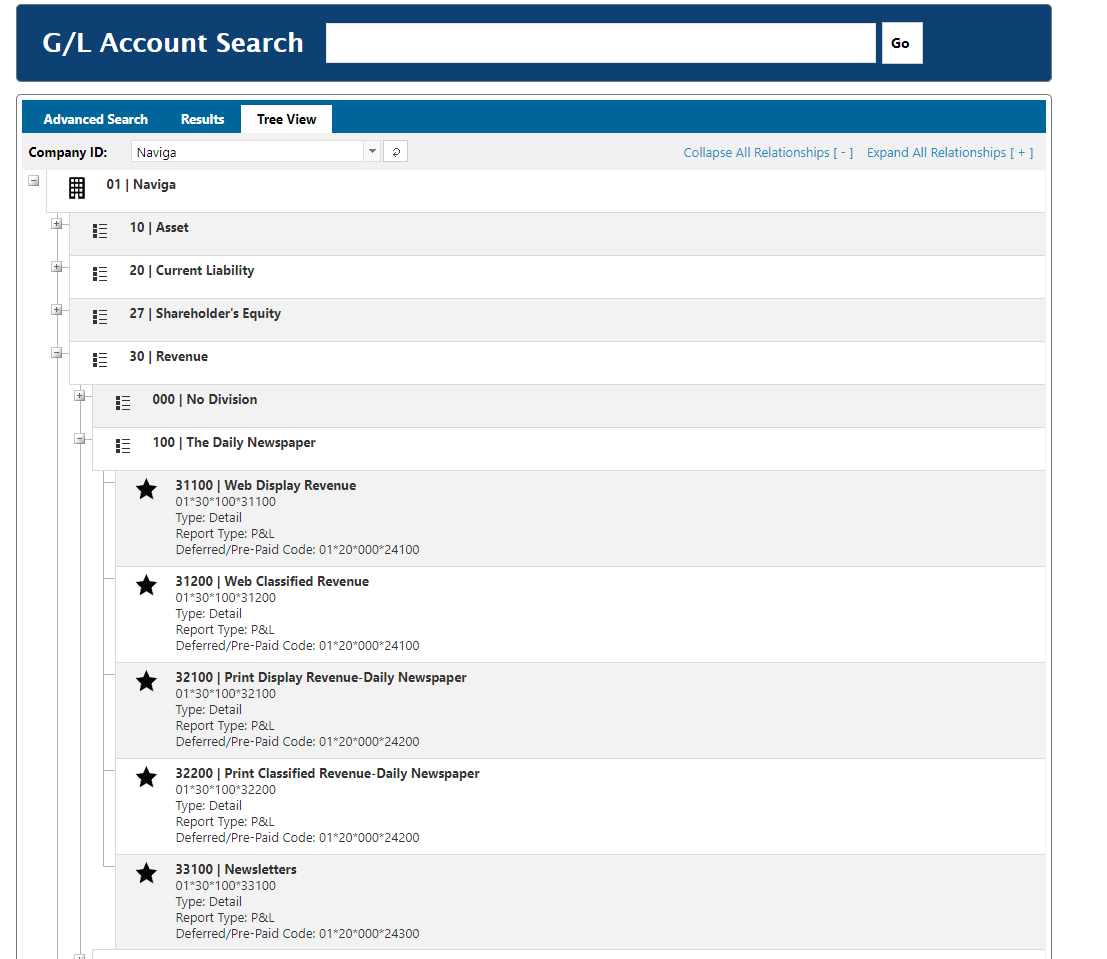 G/L Account Search
Go
Advanced Search Results Tree View
Company ID: Naviga Collapse All Relationships [ - ] Expand All Relationships [ + ]
01 | Naviga
10 | Asset
20 | Current Liability
27 | Shareholder's Equity
30 | Revenue
000 | No Division
100 | The Daily Newspaper
31100 | Web Display Revenue
01*30*100*31100
Type: Detail
Report Type: P&L
Deferred/Pre-Paid Code: 01*20*000*24100
31200 | Web Classified Revenue
01*30*100*31200
Type: Detail
Report Type: P&L
Deferred/Pre-Paid Code: 01*20*000*24100
32100 | Print Display Revenue-Daily Newspaper
01*30*100*32100
Type: Detail
Report Type: P&L
Deferred/Pre-Paid Code: 01*20*000*24200
32200 | Print Classified Revenue-Daily Newspaper
01*30*100*32200
Type: Detail
Report Type: P&L
Deferred/Pre-Paid Code: 01*20*000*24200
33100 | Newsletters
01*30*100*33100
Type: Detail
Report Type: P&L
Deferred/Pre-Paid Code: 01*20*000*24300